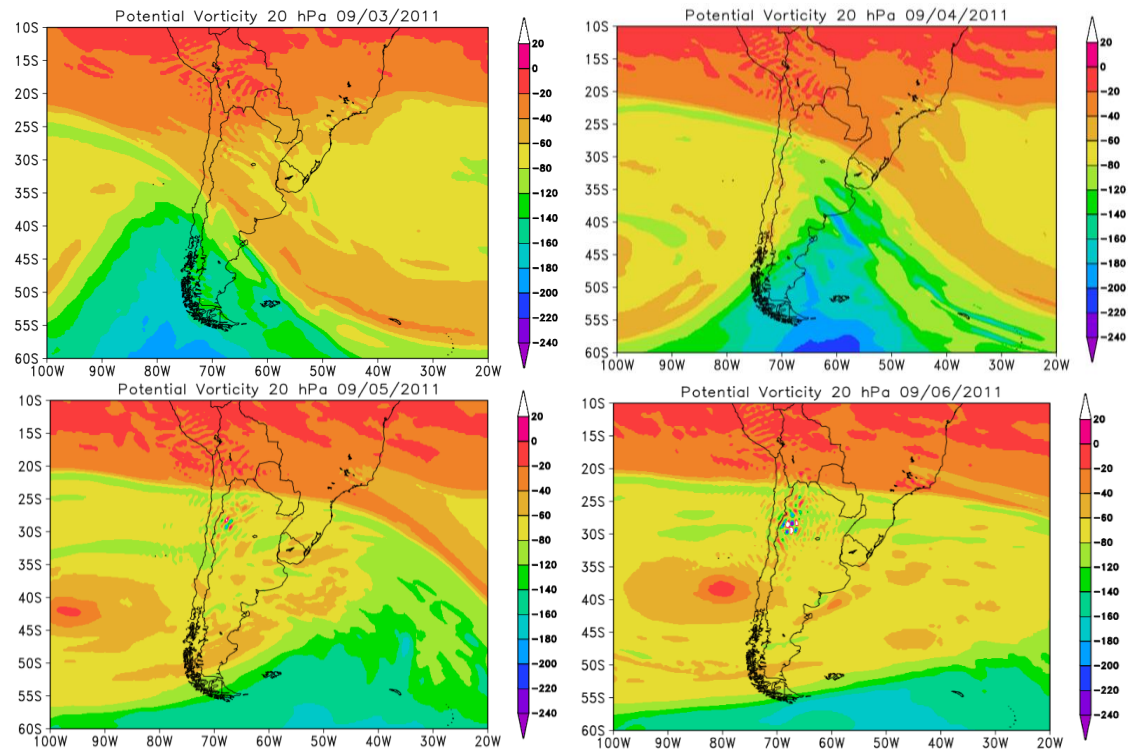 Potential Vorticity 20 hPa 09/03/2011
10S
15S
20S
25S
30S
35S
40S
45S
50S
55S
60S
100W 90W 80W 70W 60W 50W 40W 30W 20W
20
0
−20
−40
−60
−80
−120
−160
−180
−200
−220
−240
Potential Vorticity 20 hPa 09/04/2011
10S
15S
20S
25S
30S
35S
40S
45S
50S
55S
60S
100W 90W 80W 70W 60W 50W 40W 30W 20W
20
0
−20
−40
−60
−80
−120
−160
−180
−200
−220
−240
Potential Vorticity 20 hPa 09/05/2011
10S
15S
20S
25S
30S
35S
40S
45S
50S
55S
60S
100W 90W 80W 70W 60W 50W 40W 30W 20W
20
0
−20
−40
−60
−80
−120
−160
−180
−200
−220
−240
Potential Vorticity 20 hPa 09/06/2011
10S
15S
20S
25S
30S
35S
40S
45S
50S
55S
60S
100W 90W 80W 70W 60W 50W 40W 30W 20W
20
0
−20
−40
−60
−80
−120
−160
−180
−200
−220
−240